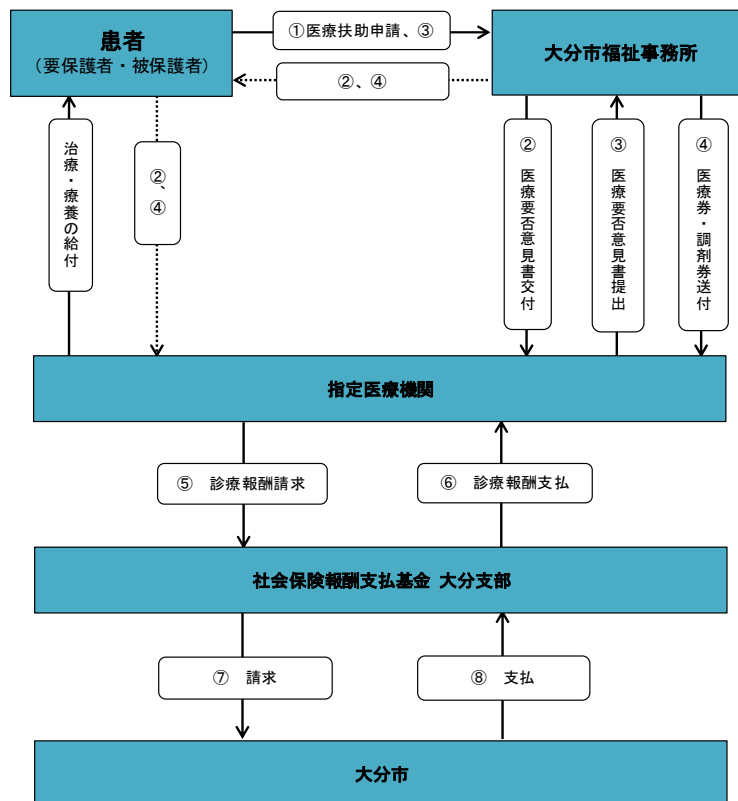 患者
（要保護者・被保護者）
①医療扶助申請、③
大分市福祉事務所
②、④
治療・療養の給付
②、④
② 医療要否意見書交付
③ 医療要否意見書提出
④ 医療券・調剤券送付
指定医療機関
⑤ 診療報酬請求
⑥ 診療報酬支払
社会保険報酬支払基金 大分支部
⑦ 請求
⑧ 支払
大分市